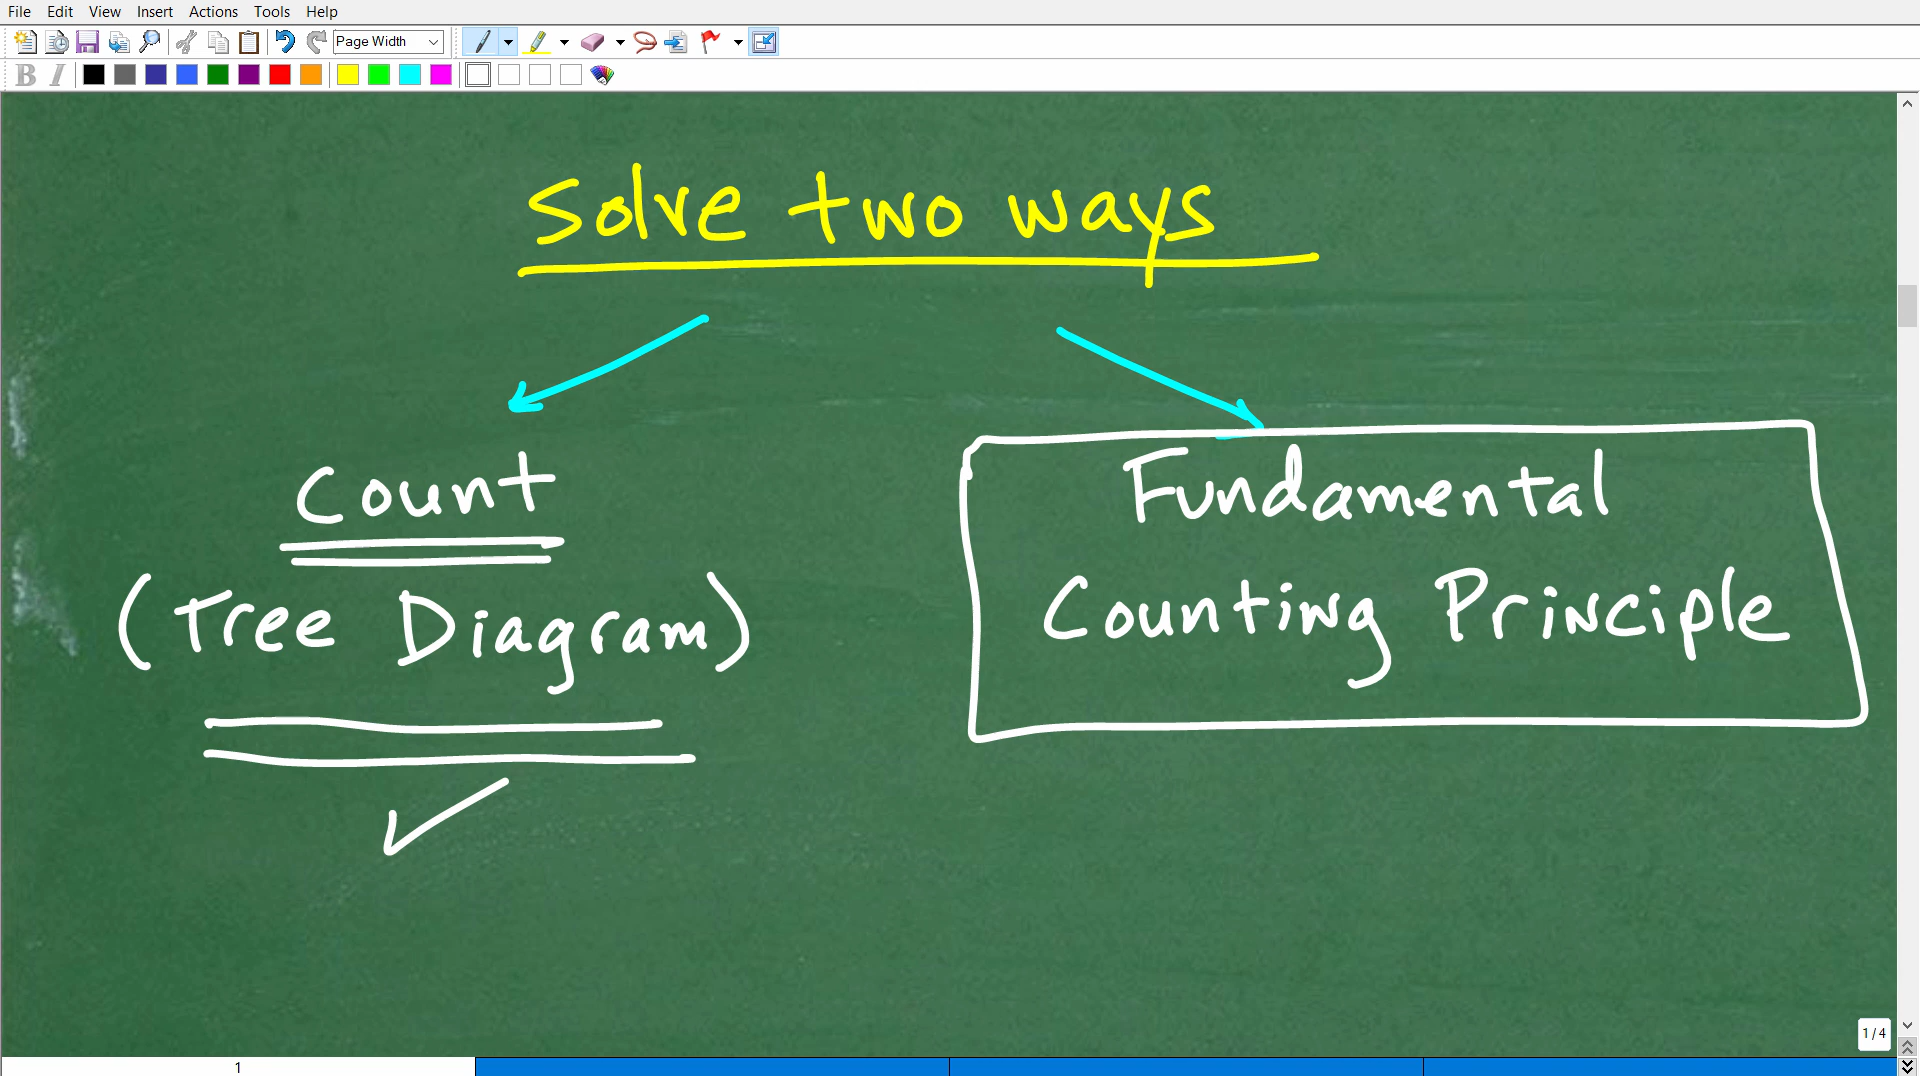 File Edit View Insert Actions Tools Help
Page Width
B I
Solve two ways
Count
(Tree Diagram)
Fundamental
Counting Principle
1 / 4
1